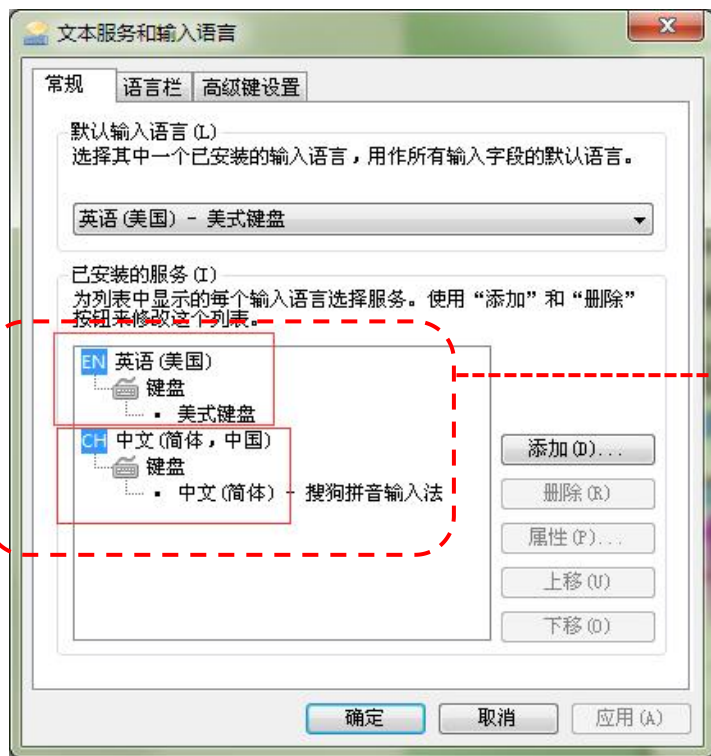 文本服务和输入语言
常规 语言栏 高级键设置
默认输入语言(L)
选择其中一个已安装的输入语言，用作所有输入字段的默认语言。
英语(美国) - 美式键盘
已安装的服务(I)
为列表中显示的每个输入语言选择服务。使用“添加”和“删除”
按钮来修改这个列表。
EN 英语(美国)
键盘
美式键盘
CH 中文(简体，中国)
键盘
中文(简体) - 搜狗拼音输入法
添加(D)...
删除(R)
属性(P)...
上移(U)
下移(O)
确定 取消 应用(A)